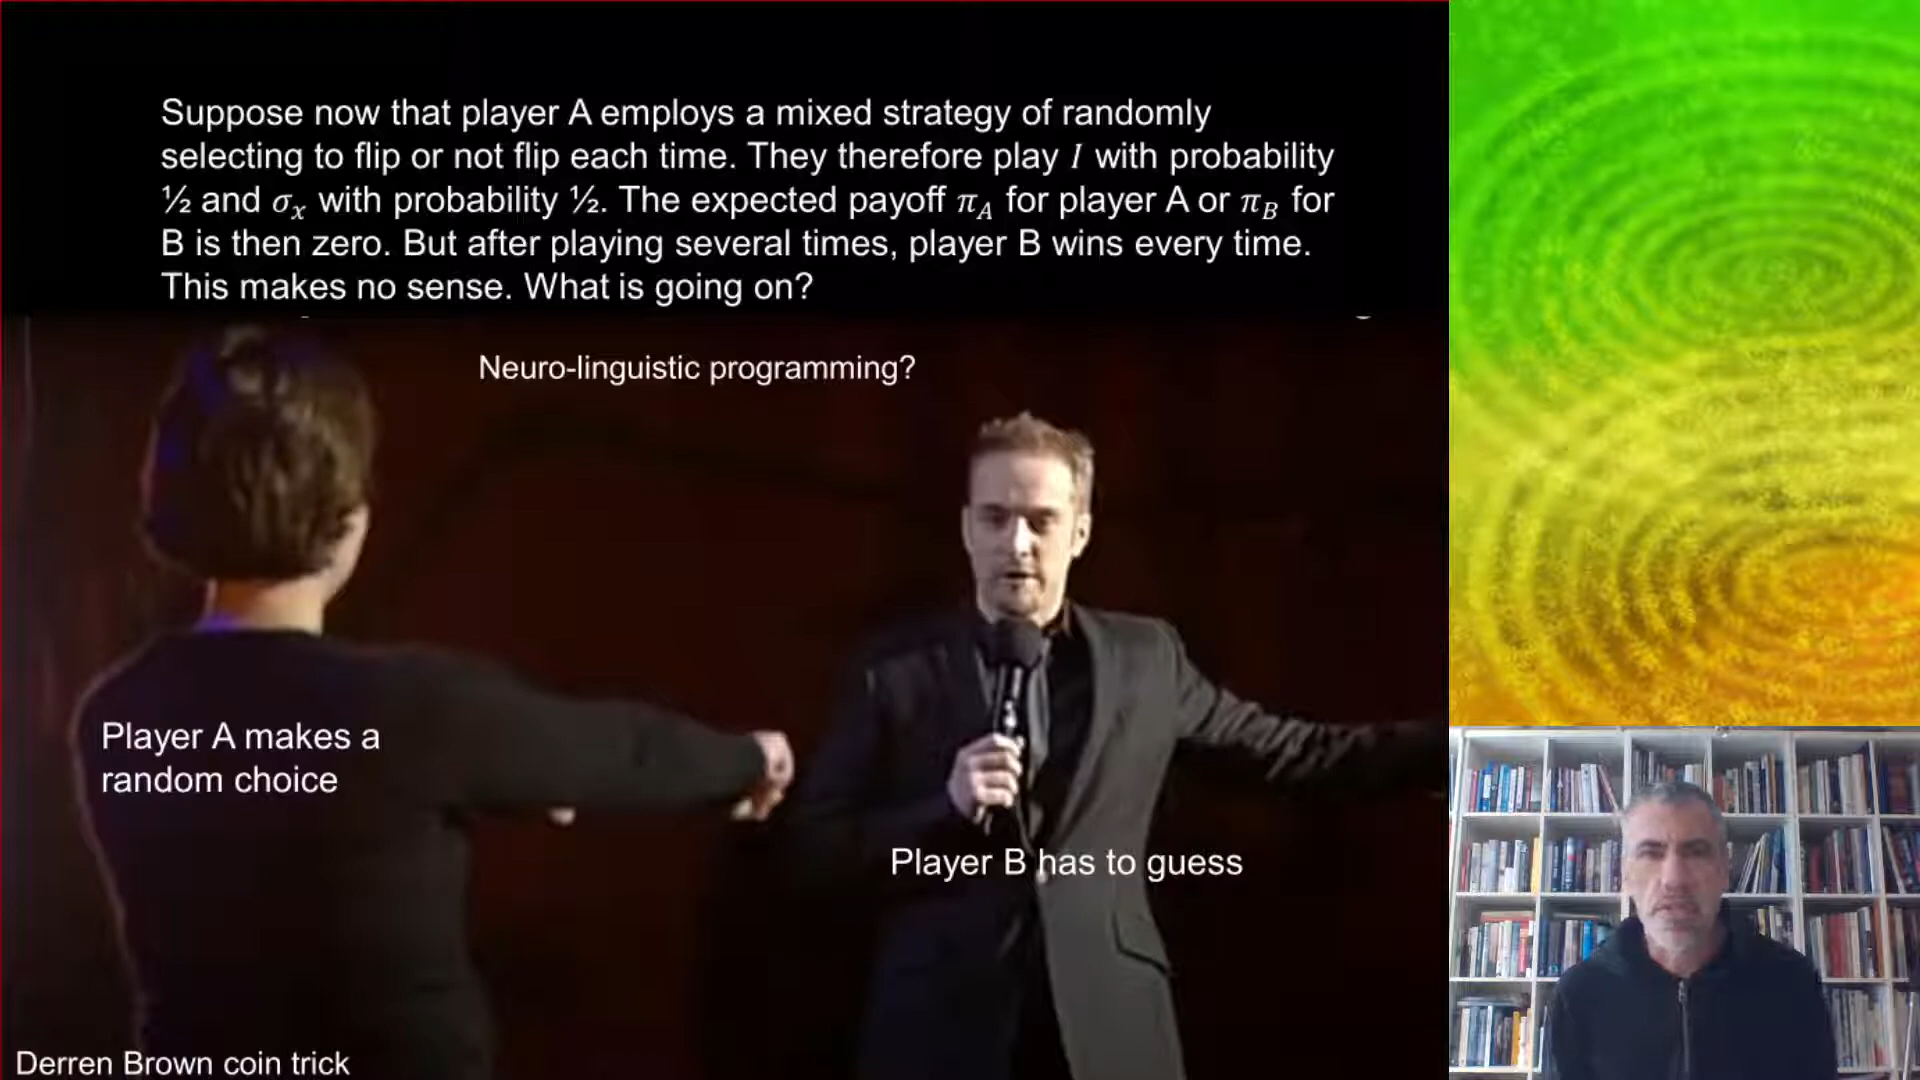 Suppose now that player A employs a mixed strategy of randomly
selecting to flip or not flip each time. They therefore play I with probability
½ and σₓ with probability ½. The expected payoff π_A for player A or π_B for
B is then zero. But after playing several times, player B wins every time.
This makes no sense. What is going on?
Neuro-linguistic programming?
Player A makes a
random choice
Player B has to guess
Derren Brown coin trick